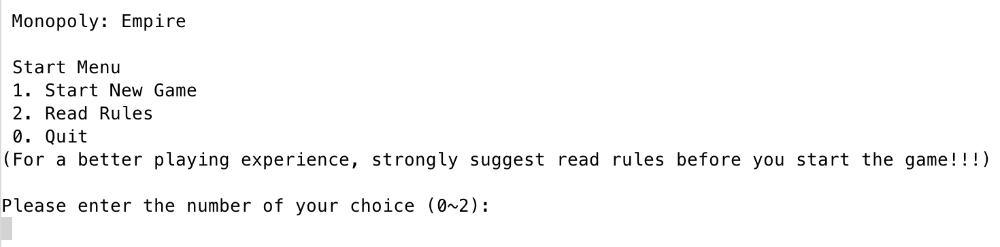 Monopoly: Empire
Start Menu
1. Start New Game
2. Read Rules
0. Quit
(For a better playing experience, strongly suggest read rules before you start the game!!!)
Please enter the number of your choice (0~2):